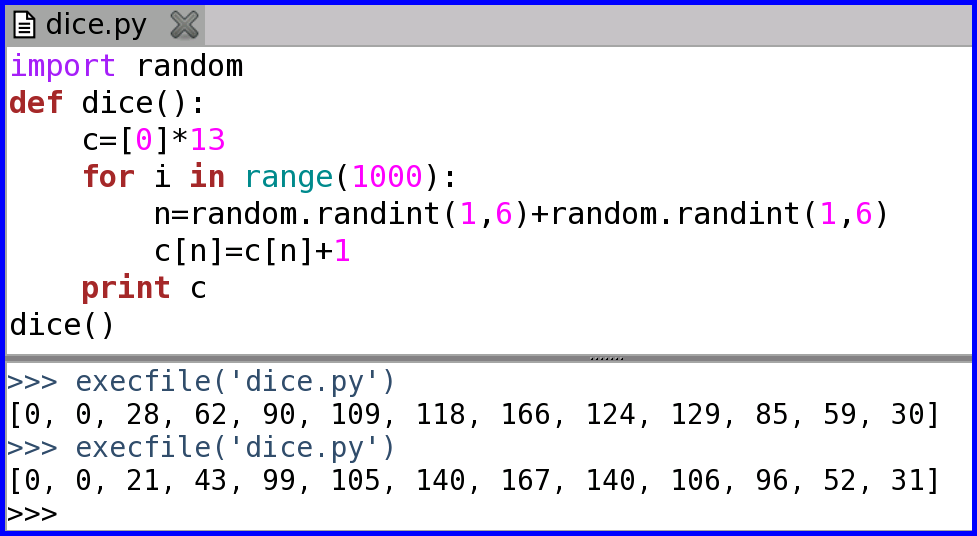 dice.py
import random
def dice():
    c=[0]*13
    for i in range(1000):
        n=random.randint(1,6)+random.randint(1,6)
        c[n]=c[n]+1
    print c
dice()
>>> execfile('dice.py')
[0, 0, 28, 62, 90, 109, 118, 166, 124, 129, 85, 59, 30]
>>> execfile('dice.py')
[0, 0, 21, 43, 99, 105, 140, 167, 140, 106, 96, 52, 31]
>>>